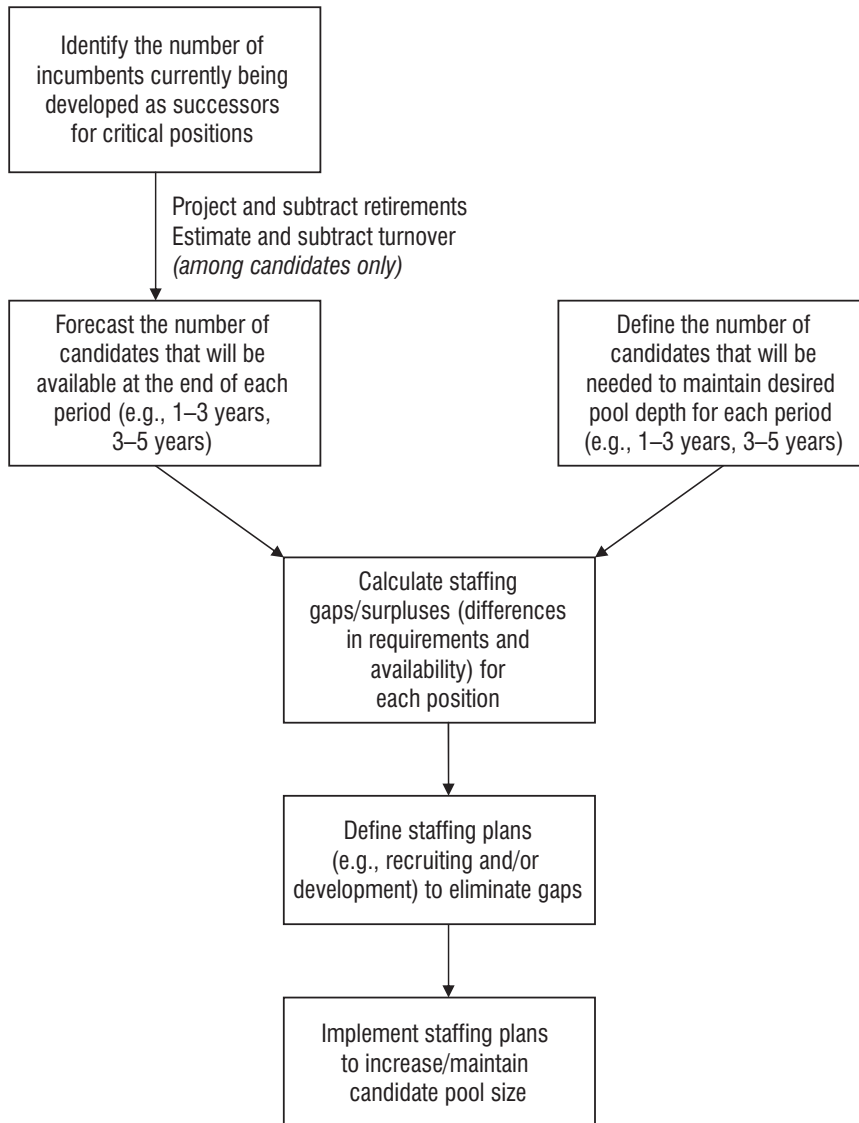 Identify the number of
incumbents currently being
developed as successors
for critical positions
Project and subtract retirements
Estimate and subtract turnover
(among candidates only)
Forecast the number of
candidates that will be
available at the end of each
period (e.g., 1–3 years,
3–5 years)
Define the number of
candidates that will be
needed to maintain desired
pool depth for each period
(e.g., 1–3 years, 3–5 years)
Calculate staffing
gaps/surpluses (differences
in requirements and
availability) for
each position
Define staffing plans
(e.g., recruiting and/or
development) to eliminate gaps
Implement staffing plans
to increase/maintain
candidate pool size